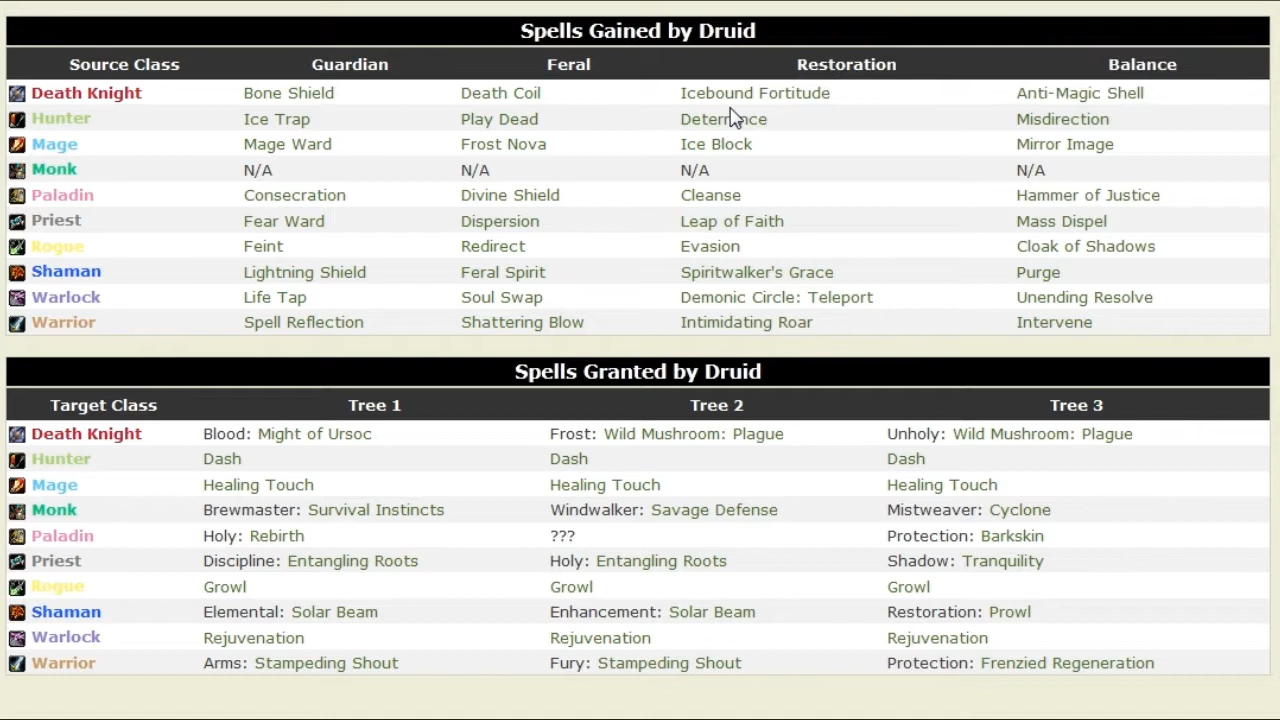 Spells Gained by Druid
Source Class Guardian Feral Restoration Balance
Death Knight Bone Shield Death Coil Icebound Fortitude Anti-Magic Shell
Hunter Ice Trap Play Dead Deterrence Misdirection
Mage Mage Ward Frost Nova Ice Block Mirror Image
Monk N/A N/A N/A N/A
Paladin Consecration Divine Shield Cleanse Hammer of Justice
Priest Fear Ward Dispersion Leap of Faith Mass Dispel
Rogue Feint Redirect Evasion Cloak of Shadows
Shaman Lightning Shield Feral Spirit Spiritwalker's Grace Purge
Warlock Life Tap Soul Swap Demonic Circle: Teleport Unending Resolve
Warrior Spell Reflection Shattering Blow Intimidating Roar Intervene
Spells Granted by Druid
Target Class Tree 1 Tree 2 Tree 3
Death Knight Blood: Might of Ursoc Frost: Wild Mushroom: Plague Unholy: Wild Mushroom: Plague
Hunter Dash Dash Dash
Mage Healing Touch Healing Touch Healing Touch
Monk Brewmaster: Survival Instincts Windwalker: Savage Defense Mistweaver: Cyclone
Paladin Holy: Rebirth ??? Protection: Barkskin
Priest Discipline: Entangling Roots Holy: Entangling Roots Shadow: Tranquility
Rogue Growl Growl Growl
Shaman Elemental: Solar Beam Enhancement: Solar Beam Restoration: Prowl
Warlock Rejuvenation Rejuvenation Rejuvenation
Warrior Arms: Stampeding Shout Fury: Stampeding Shout Protection: Frenzied Regeneration